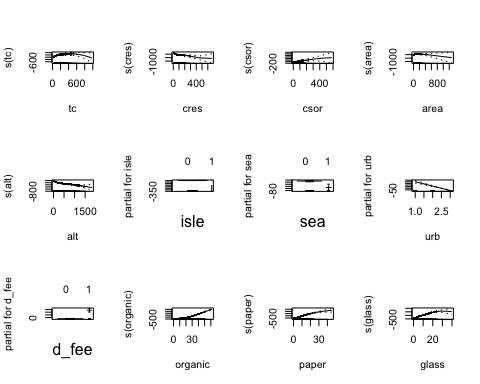 s(tc)
-600
0 600
tc
s(cres)
-1000
0 400
cres
s(csor)
-200
0 400
csor
s(area)
-1000
0 800
area
s(alt)
-800
0 1500
alt
partial for isle
0 1
-350
isle
partial for sea
0 1
-80
sea
partial for urb
-50
1.0 2.5
urb
partial for d_fee
0 1
0
d_fee
s(organic)
-500
0 30
organic
s(paper)
-500
0 30
paper
s(glass)
-500
0 20
glass